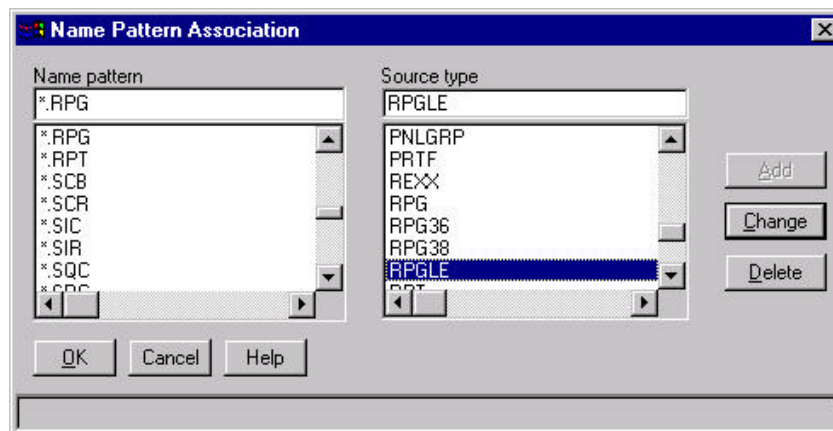 Name Pattern Association
Name pattern
*.RPG
*.RPG
*.RPT
*.SCB
*.SCR
*.SIC
*.SIR
*.SQC
Source type
RPGLE
PNLGRP
PRTF
REXX
RPG
RPG36
RPG38
RPGLE
RPT
Add
Change
Delete
OK
Cancel
Help